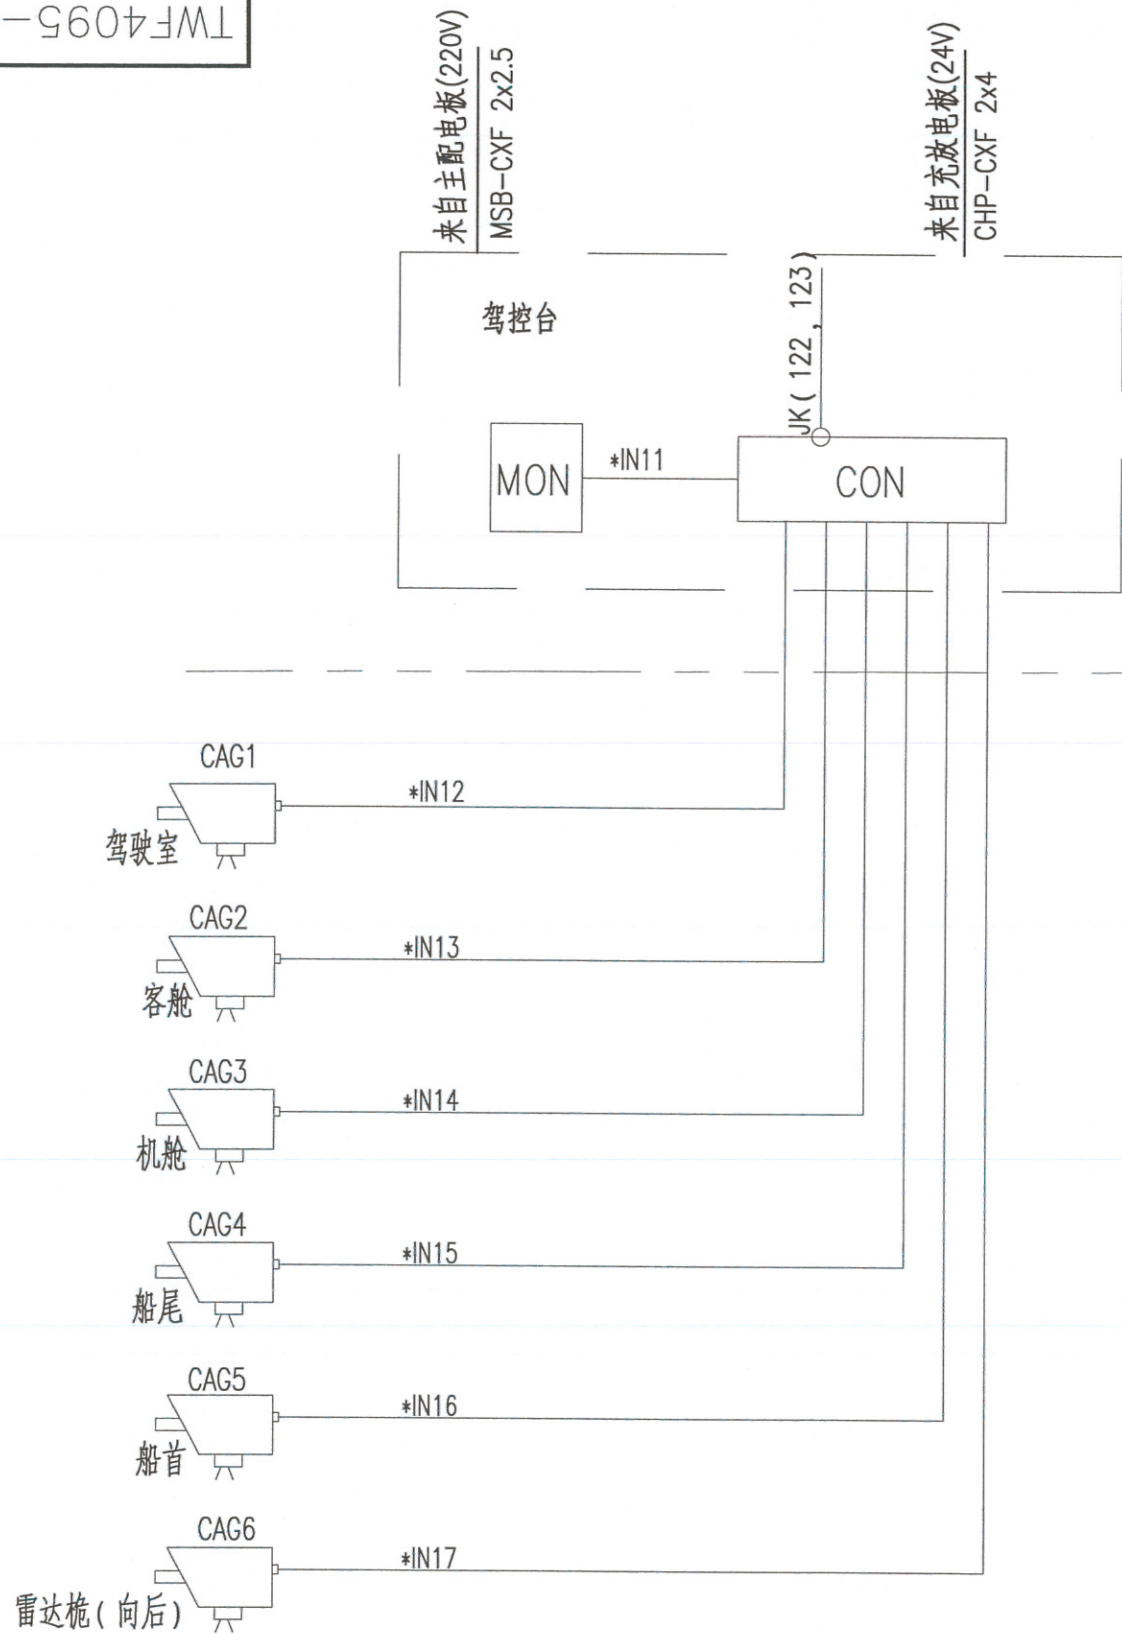 TWF4095-
来自主配电板(220V)
MSB-CXF 2x2.5
来自充放电板(24V)
CHP-CXF 2x4
驾控台
JK( 122 , 123)
MON
*IN11
CON
CAG1
*IN12
驾驶室
CAG2
*IN13
客舱
CAG3
*IN14
机舱
CAG4
*IN15
船尾
CAG5
*IN16
船首
CAG6
*IN17
雷达桅( 向后)